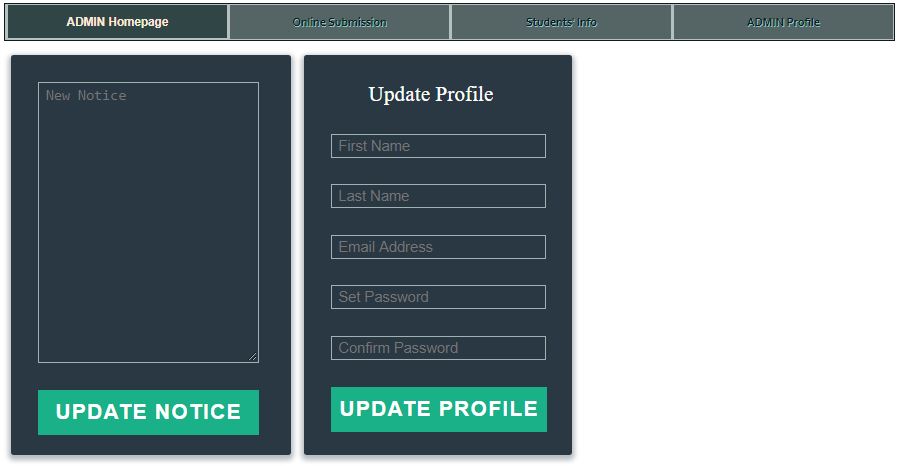 ADMIN Homepage
Online Submission
Students' Info
ADMIN Profile
New Notice
UPDATE NOTICE
Update Profile
First Name
Last Name
Email Address
Set Password
Confirm Password
UPDATE PROFILE